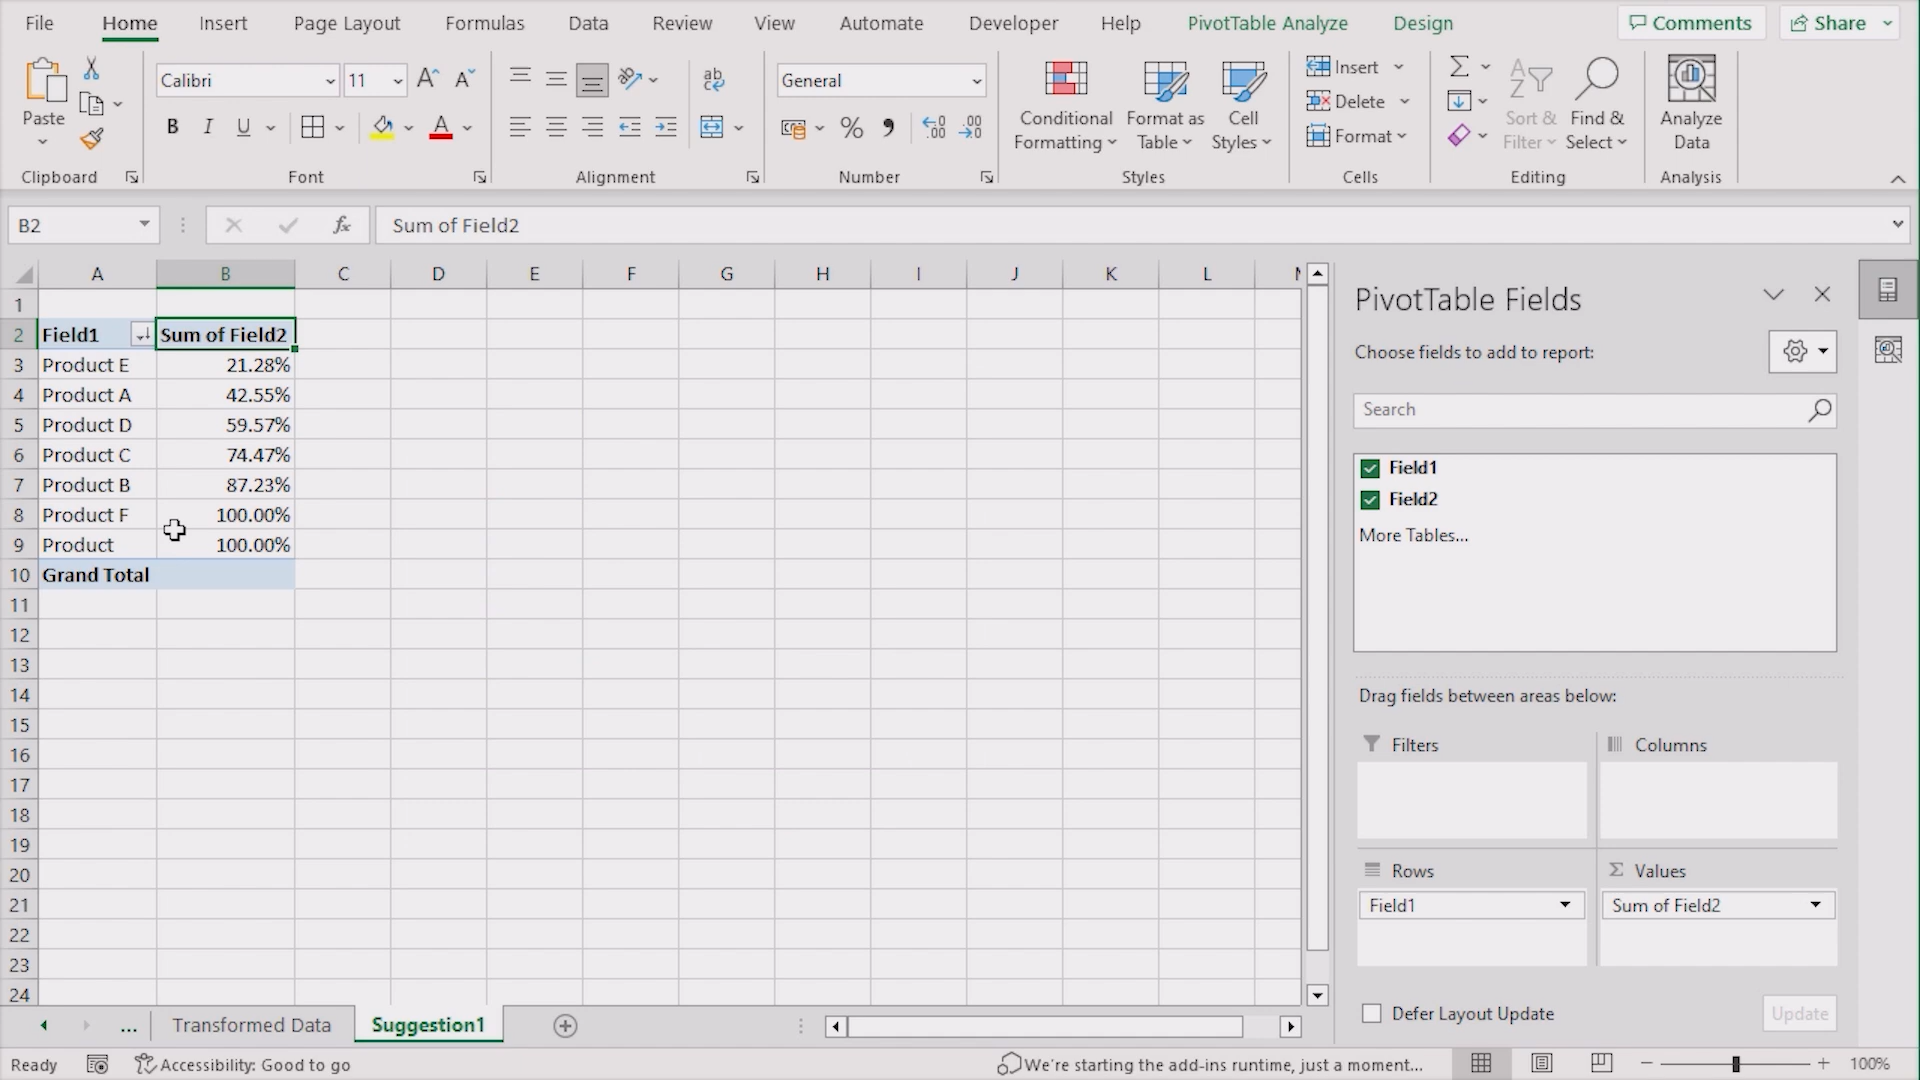 File Home Insert Page Layout Formulas Data Review View Automate Developer Help PivotTable Analyze Design Comments Share
Paste
Calibri 11
B I U A
ab
General
% 9
Conditional Formatting
Format as Table
Cell Styles
Insert
Delete
Format
Sort & Filter
Find & Select
Analyze Data
Clipboard Font Alignment Number Styles Cells Editing Analysis
B2 fx Sum of Field2
A B C D E F G H I J K L
1
2 Field1 Sum of Field2
3 Product E 21.28%
4 Product A 42.55%
5 Product D 59.57%
6 Product C 74.47%
7 Product B 87.23%
8 Product F 100.00%
9 Product 100.00%
10 Grand Total
11
12
13
14
15
16
17
18
19
20
21
22
23
24
PivotTable Fields
Choose fields to add to report:
Search
Field1
Field2
More Tables...
Drag fields between areas below:
Filters
Columns
Rows
Values
Field1
Sum of Field2
Defer Layout Update Update
... Transformed Data Suggestion1
Ready Accessibility: Good to go We're starting the add-ins runtime, just a moment... 100%